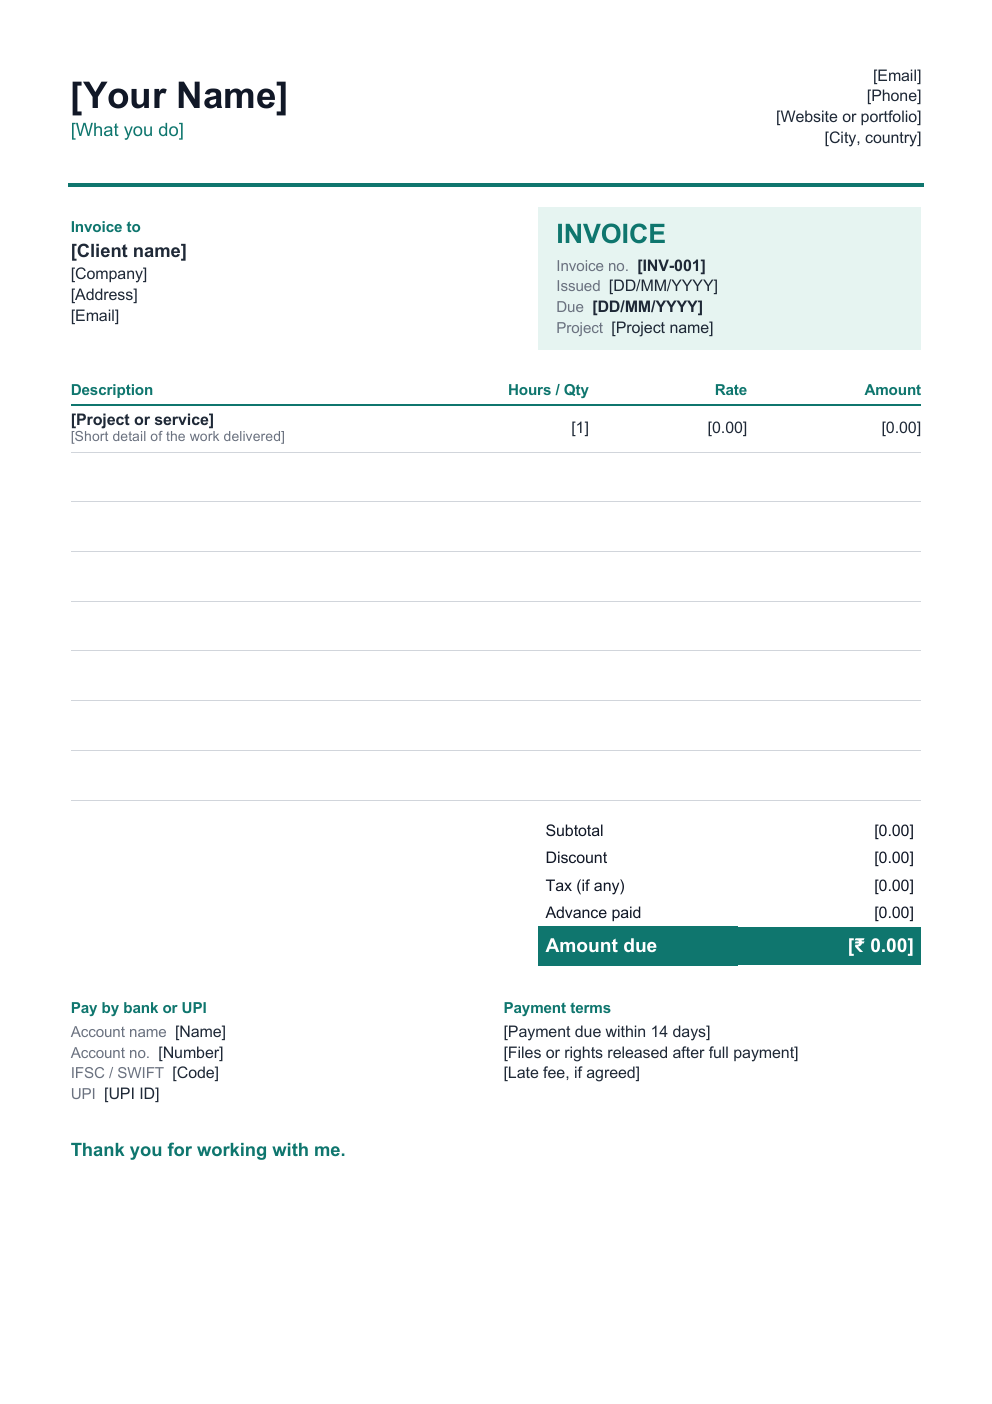 [Your Name]
[What you do]
[Email]
[Phone]
[Website or portfolio]
[City, country]
Invoice to
[Client name]
[Company]
[Address]
[Email]
INVOICE
Invoice no. [INV-001]
Issued [DD/MM/YYYY]
Due [DD/MM/YYYY]
Project [Project name]
Description Hours / Qty Rate Amount
[Project or service]
[Short detail of the work delivered]
[1] [0.00] [0.00]
Subtotal [0.00]
Discount [0.00]
Tax (if any) [0.00]
Advance paid [0.00]
Amount due [₹ 0.00]
Pay by bank or UPI
Account name [Name]
Account no. [Number]
IFSC / SWIFT [Code]
UPI [UPI ID]
Payment terms
[Payment due within 14 days]
[Files or rights released after full payment]
[Late fee, if agreed]
Thank you for working with me.